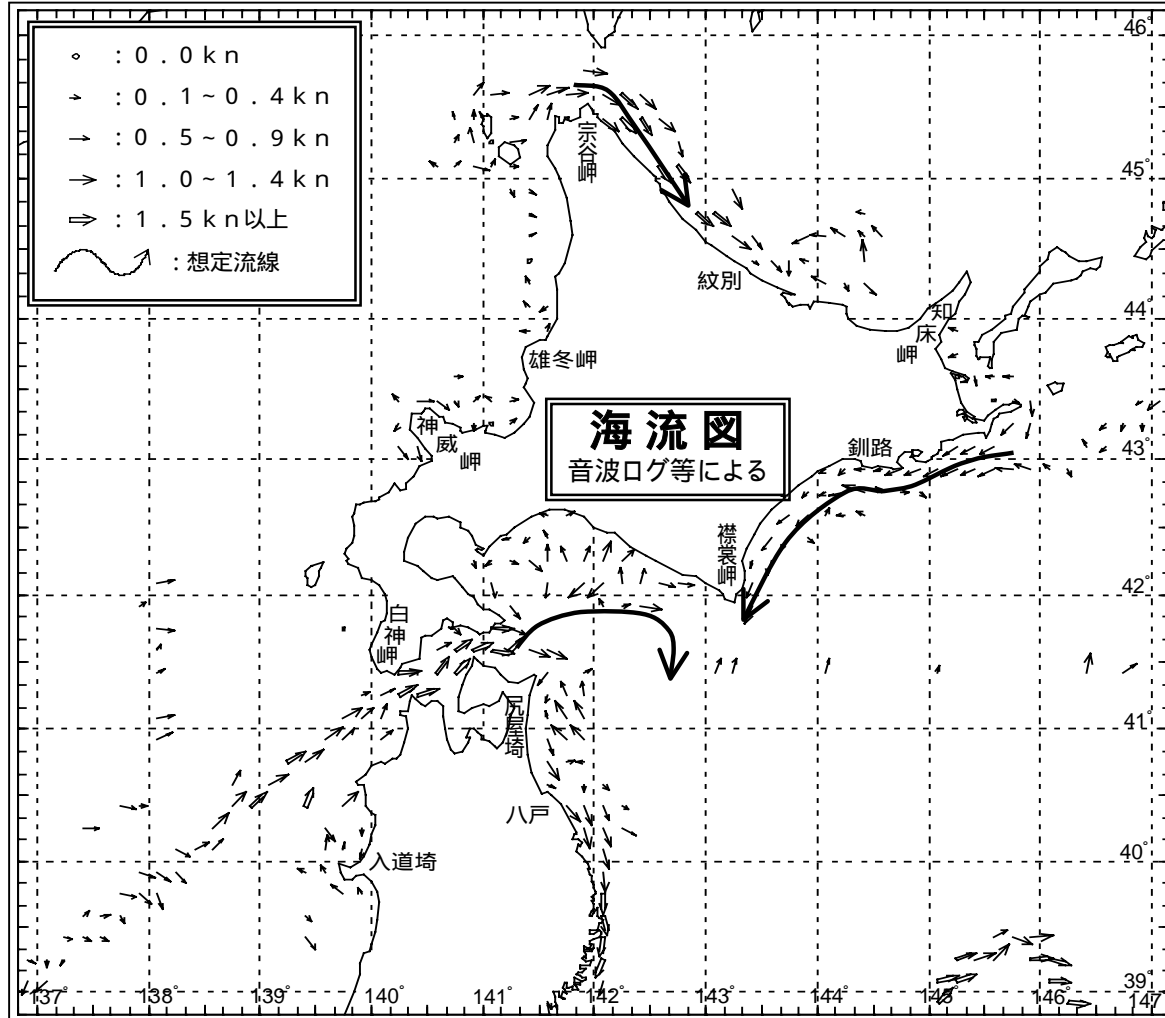 ：０．０ｋｎ
：０．１~０．４ｋｎ
：０．５~０．９ｋｎ
：１．０~１．４ｋｎ
：１．５ｋｎ以上
：想定流線
海流図
音波ログ等による
宗谷岬
紋別
知床岬
雄冬岬
神威岬
釧路
襟裳岬
白神岬
尻屋埼
八戸
入道埼
46°
45°
44°
43°
42°
41°
40°
39°
137°
138°
139°
140°
141°
142°
143°
144°
145°
146°
147°